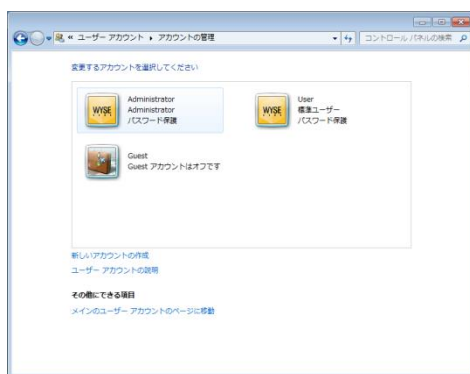 « ユーザー アカウント ▸ アカウントの管理
コントロール パネルの検索
変更するアカウントを選択してください
WYSE
Administrator
Administrator
パスワード保護
WYSE
User
標準ユーザー
パスワード保護
Guest
Guest アカウントはオフです
新しいアカウントの作成
ユーザー アカウントの説明
その他にできる項目
メインのユーザー アカウントのページに移動